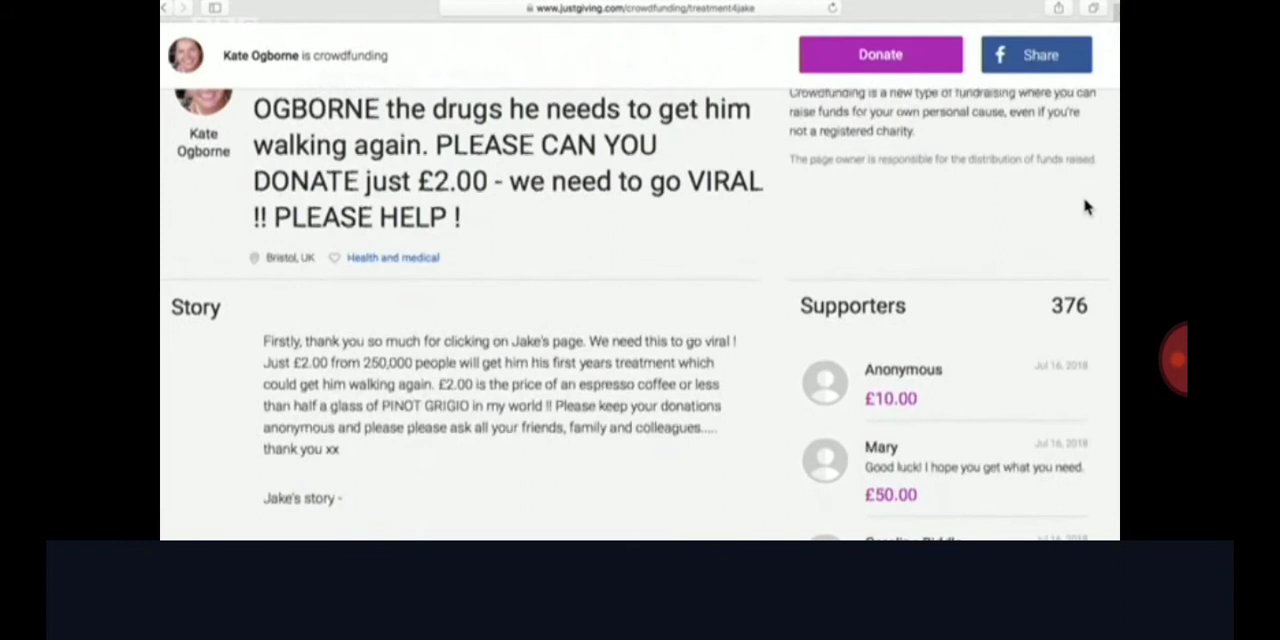 www.justgiving.com/crowdfunding/treatment4jake
Kate Ogborne is crowdfunding
Donate
f Share
Kate
Ogborne
OGBORNE the drugs he needs to get him
walking again. PLEASE CAN YOU
DONATE just £2.00 - we need to go VIRAL
!! PLEASE HELP !
Bristol, UK
Health and medical
Crowdfunding is a new type of fundraising where you can
raise funds for your own personal cause, even if you're
not a registered charity.
The page owner is responsible for the distribution of funds raised.
Story
Firstly, thank you so much for clicking on Jake's page. We need this to go viral !
Just £2.00 from 250,000 people will get him his first years treatment which
could get him walking again. £2.00 is the price of an espresso coffee or less
than half a glass of PINOT GRIGIO in my world !! Please keep your donations
anonymous and please please ask all your friends, family and colleagues.....
thank you xx
Jake's story -
Supporters 376
Anonymous Jul 16, 2018
£10.00
Mary Jul 16, 2018
Good luck! I hope you get what you need.
£50.00
Jul 16, 2018